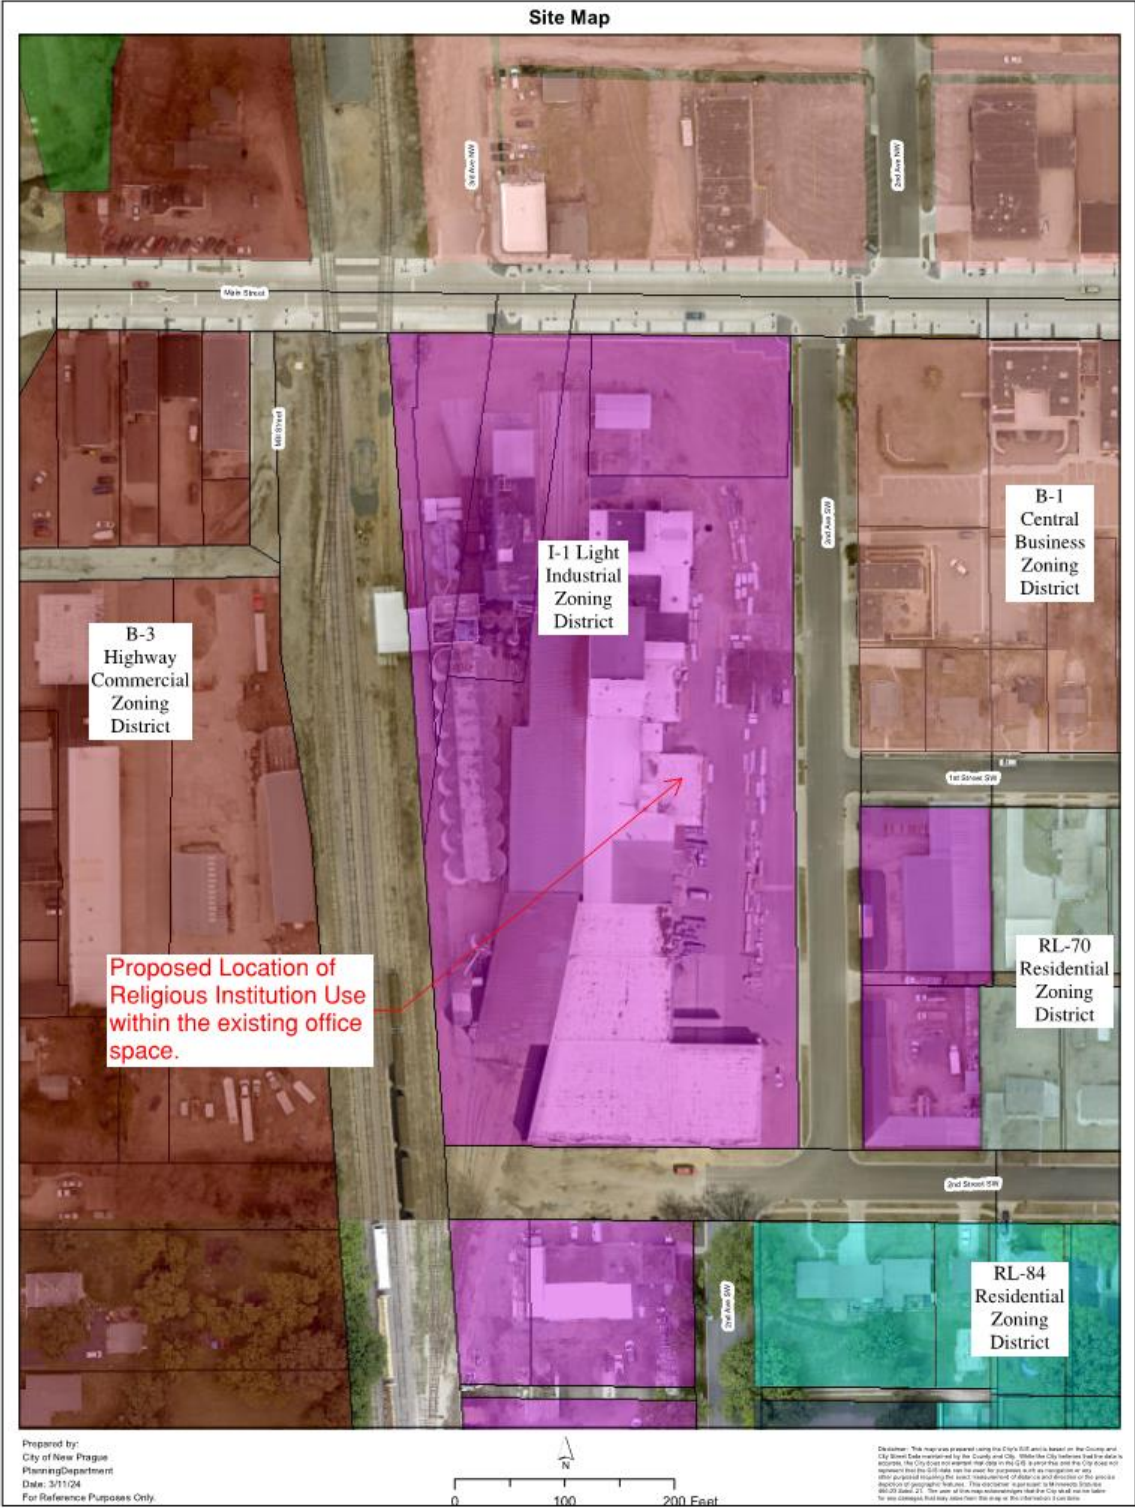 Site Map
3rd Ave NW
2nd Ave NW
Main Street
Mill Street
2nd Ave SW
B-1
Central
Business
Zoning
District
I-1 Light
Industrial
Zoning
District
B-3
Highway
Commercial
Zoning
District
1st Street SW
RL-70
Residential
Zoning
District
Proposed Location of
Religious Institution Use
within the existing office
space.
2nd Street SW
RL-84
Residential
Zoning
District
2nd Ave SW
Prepared by:
City of New Prague
PlanningDepartment
Date: 3/11/24
For Reference Purposes Only.
N
0 100 200 Feet